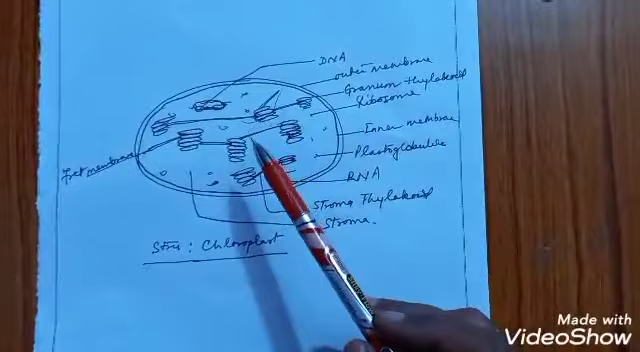 DNA
outer membrane
Granum thylakoid
Ribosome
Inner membrane
Fret membrane
Plastoglobule
RNA
Stroma Thylakoid
Stroma.
Stru : Chloroplast
Made with
VideoShow